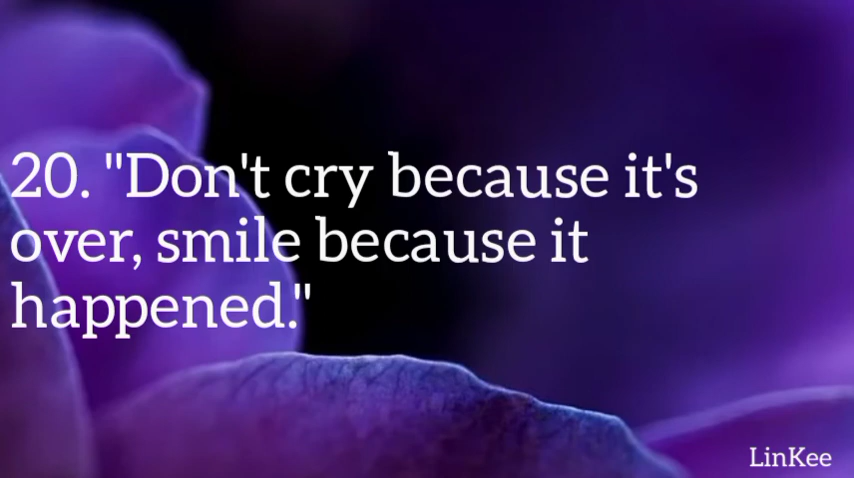 20. "Don't cry because it's
over, smile because it
happened."
LinKee